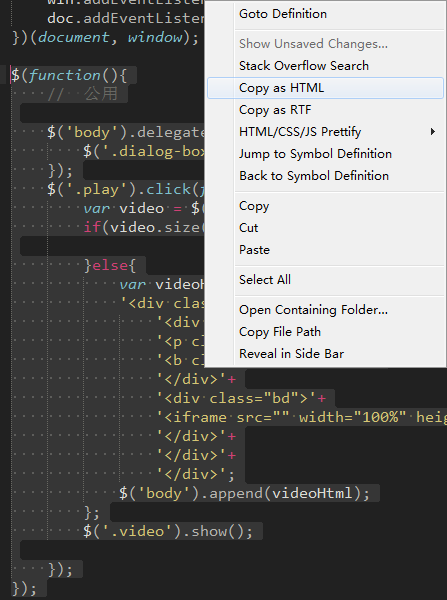 win.addEventListener
doc.addEventListener
})(document, window);
$(function(){
// 公用
$('body').delegate
$('.dialog-box
});
$('.play').click(
var video = $(
if(video.size(
}else{
var videoH
'<div clas
'<div
'<p cl
'<b cl
'</div>'+
'<div class="bd">'+
'<iframe src="" width="100%" heig
'</div>'+
'</div>'+
'</div>';
$('body').append(videoHtml);
};
$('.video').show();
});
});
Goto Definition
Show Unsaved Changes...
Stack Overflow Search
Copy as HTML
Copy as RTF
HTML/CSS/JS Prettify
Jump to Symbol Definition
Back to Symbol Definition
Copy
Cut
Paste
Select All
Open Containing Folder...
Copy File Path
Reveal in Side Bar